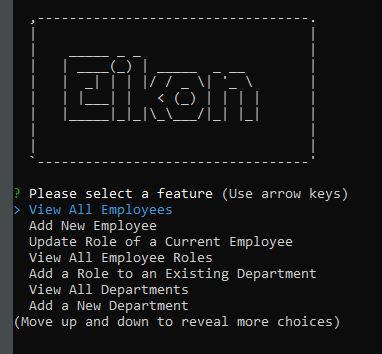 Eikon
? Please select a feature (Use arrow keys)
> View All Employees
Add New Employee
Update Role of a Current Employee
View All Employee Roles
Add a Role to an Existing Department
View All Departments
Add a New Department
(Move up and down to reveal more choices)